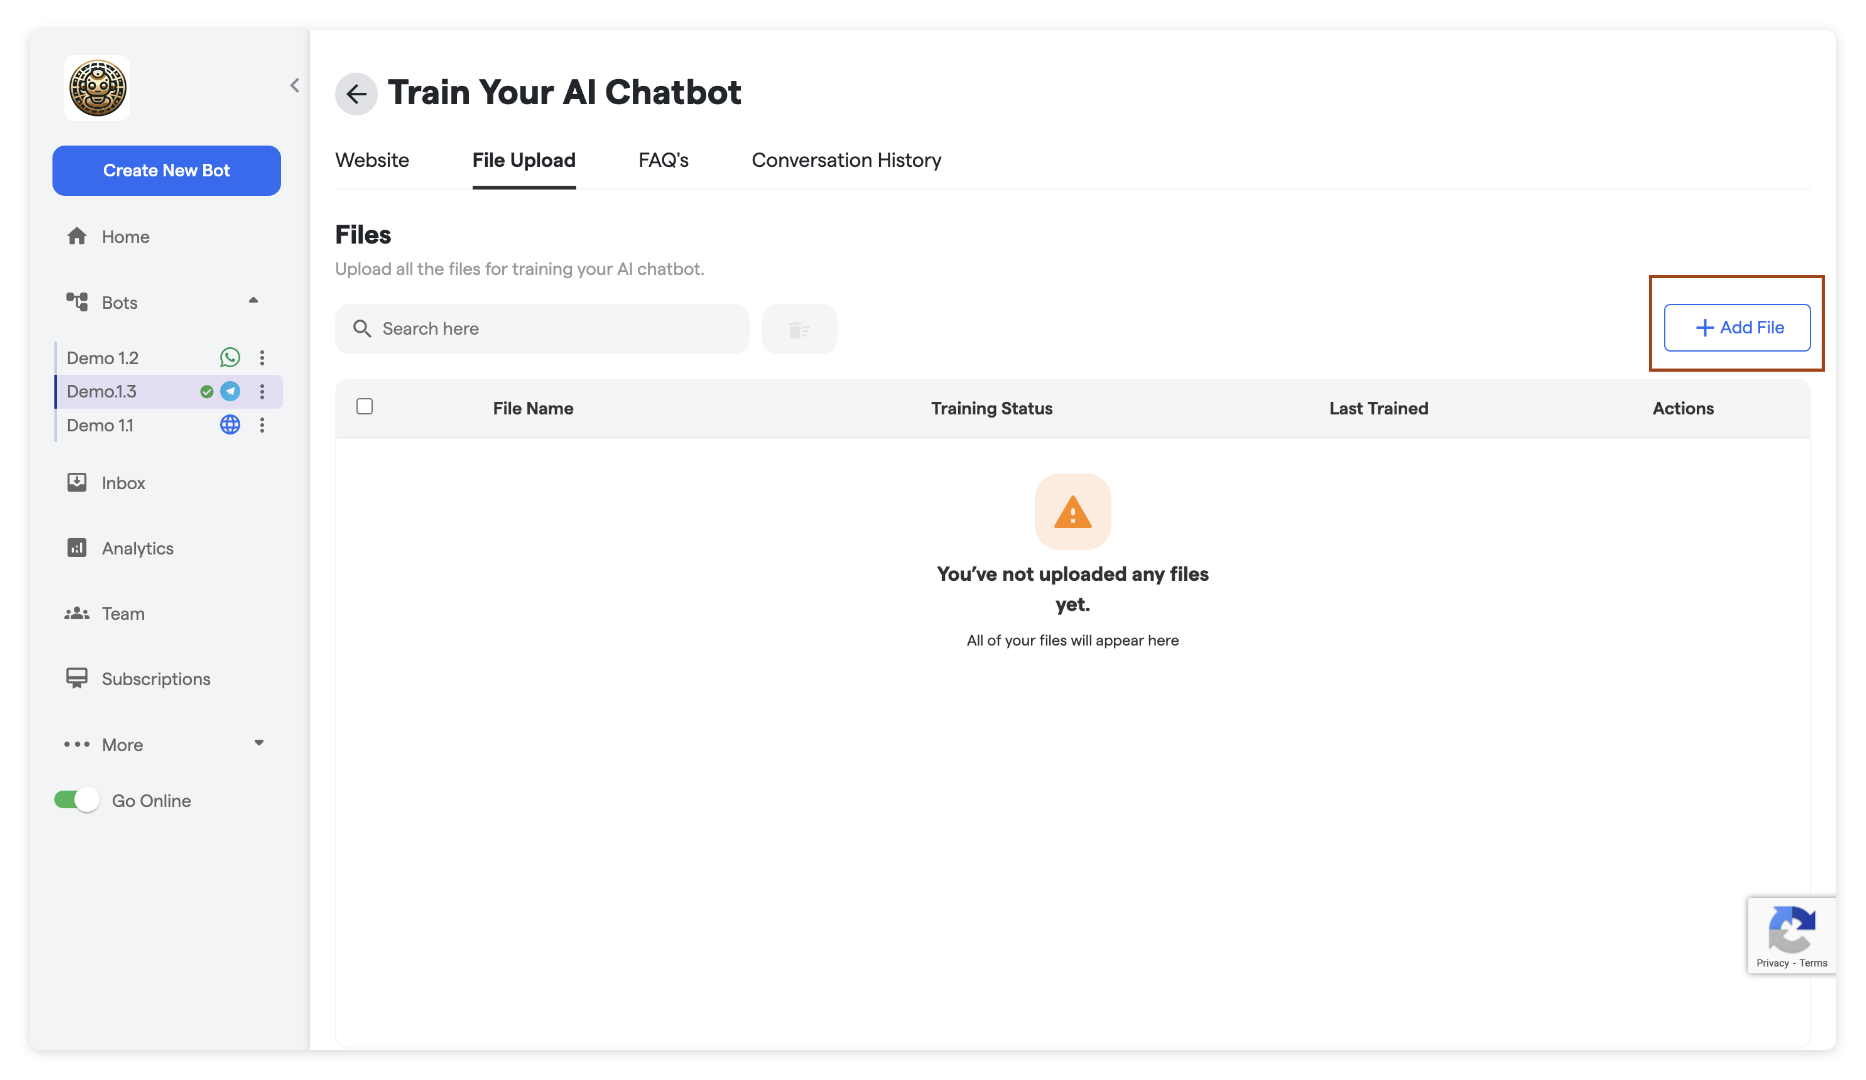 Create New Bot
Home
Bots
Demo 1.2
Demo.1.3
Demo 1.1
Inbox
Analytics
Team
Subscriptions
More
Go Online
Train Your AI Chatbot
Website File Upload FAQ's Conversation History
Files
Upload all the files for training your AI chatbot.
Search here
Add File
File Name Training Status Last Trained Actions
You’ve not uploaded any files
yet.
All of your files will appear here
Privacy - Terms